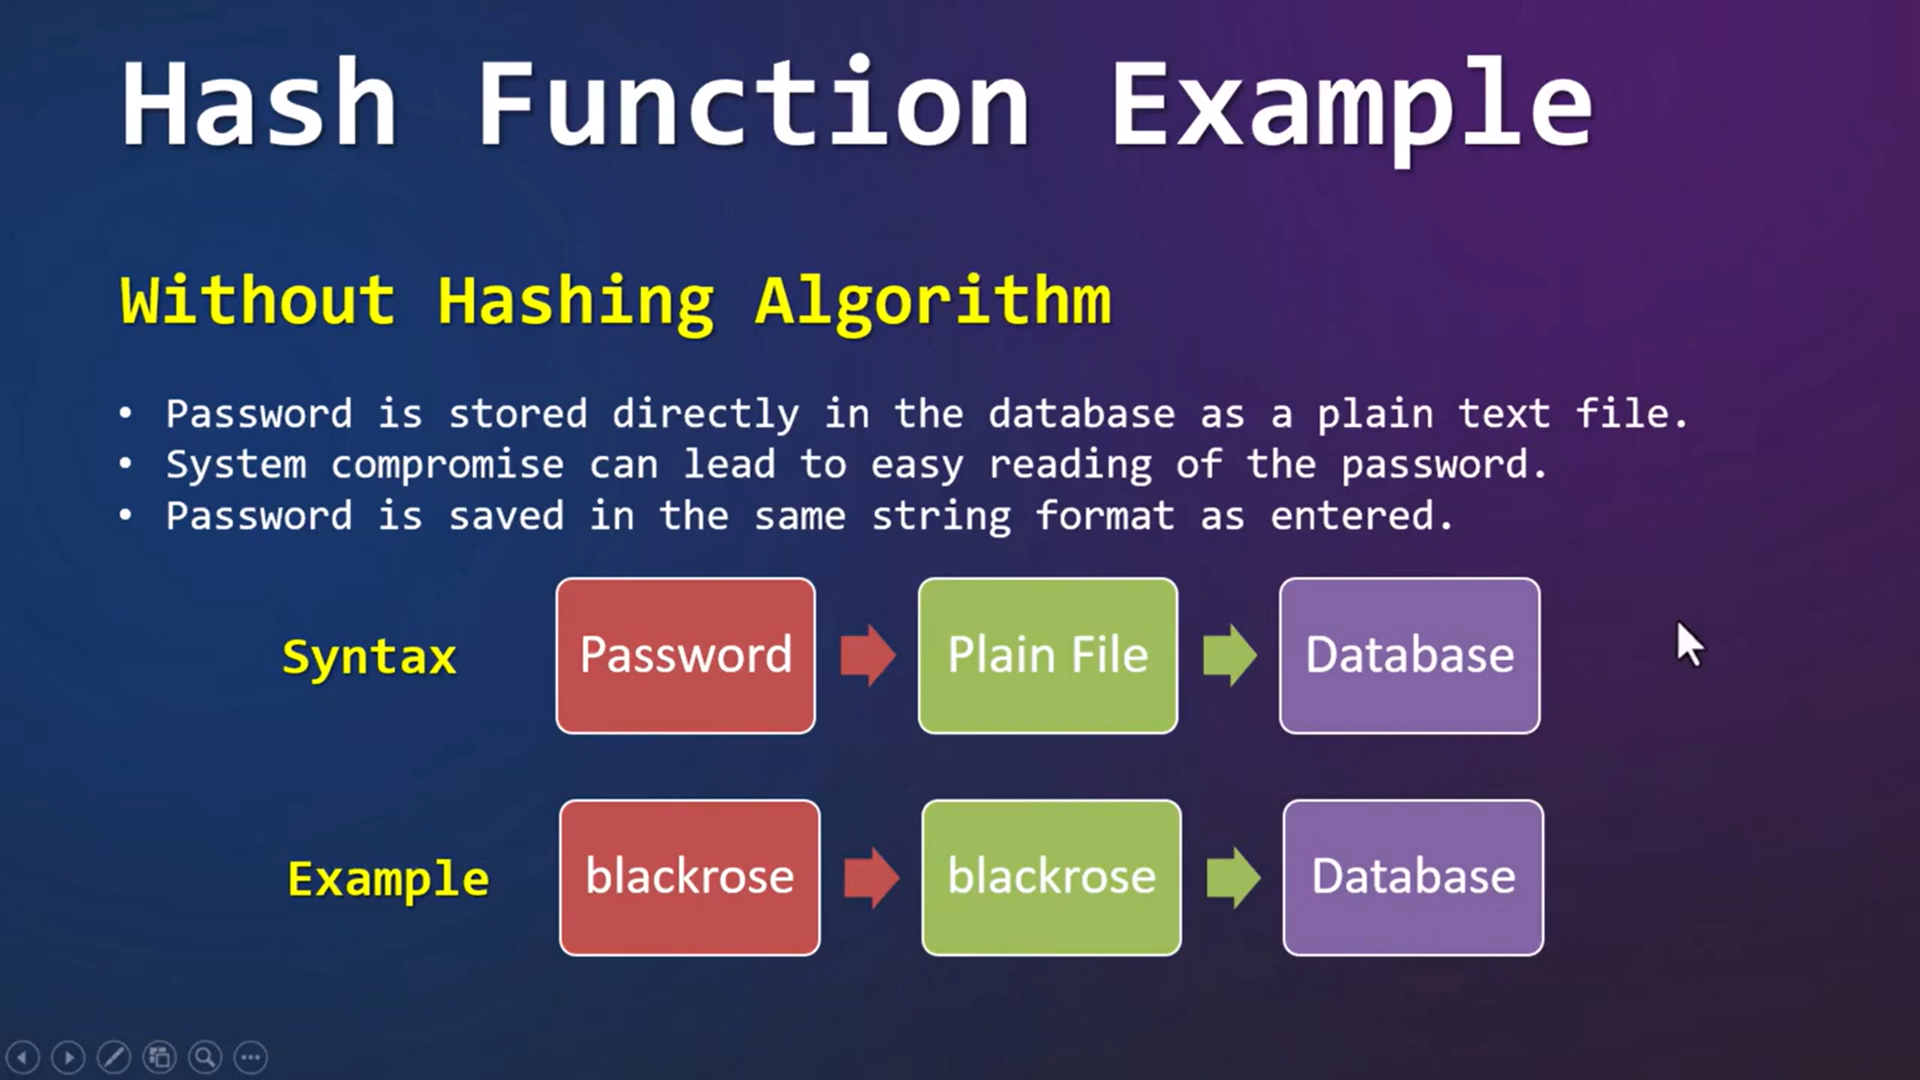 Hash Function Example
Without Hashing Algorithm
• Password is stored directly in the database as a plain text file.
• System compromise can lead to easy reading of the password.
• Password is saved in the same string format as entered.
Syntax Password Plain File Database
Example blackrose blackrose Database